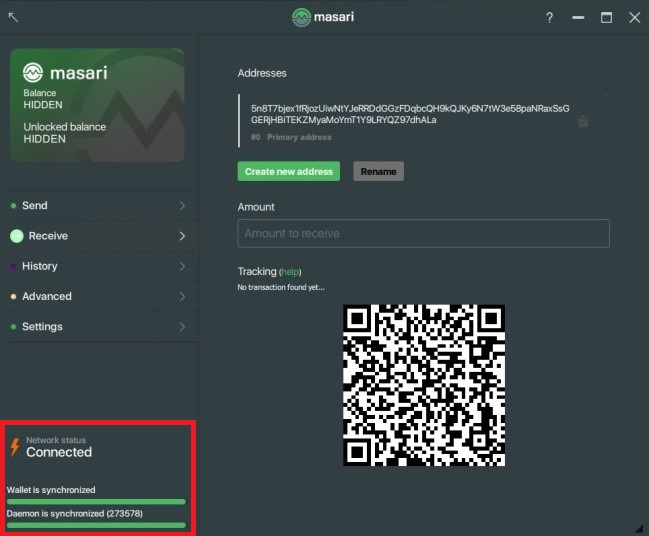 masari
?
masari
Balance
HIDDEN
Unlocked balance
HIDDEN
Send
Receive
History
Advanced
Settings
Network status
Connected
Wallet is synchronized
Daemon is synchronized (273578)
Addresses
5n8T7bjex1fRjozUiwNtYJeRRDdGGzFDqbcQH9kQJKy6N7tW3e58paNRaxSsG
GERjHBiTEKZMyaMoYmT1Y9LRYQZ97dhALa
#0 Primary address
Create new address
Rename
Amount
Amount to receive
Tracking (help)
No transaction found yet...